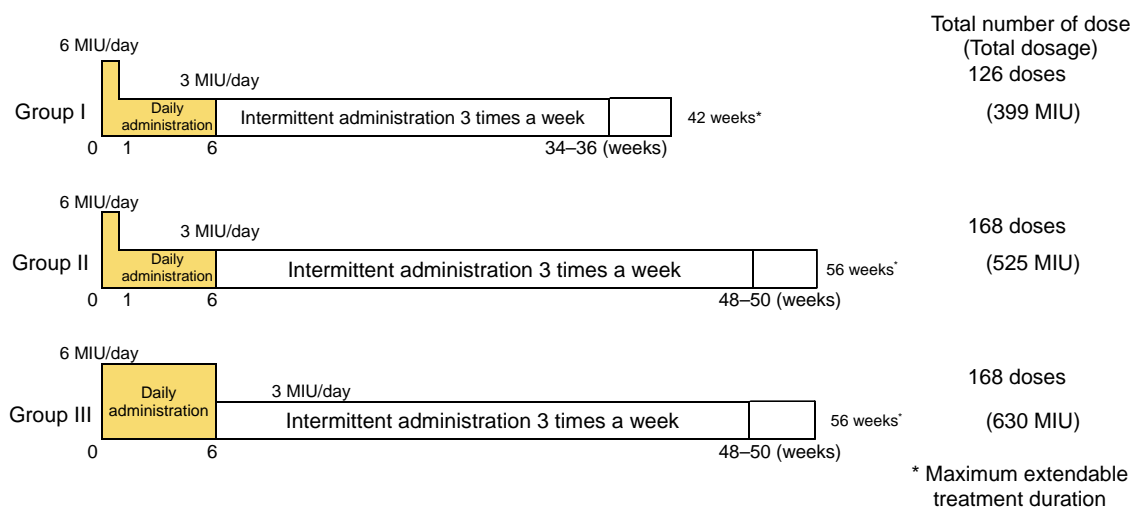 Total number of dose
(Total dosage)
6 MIU/day
3 MIU/day
126 doses
Group I
Daily
administration
Intermittent administration 3 times a week
42 weeks*
(399 MIU)
0 1 6 34–36 (weeks)
6 MIU/day
3 MIU/day
168 doses
Group II
Daily
administration
Intermittent administration 3 times a week
56 weeks*
(525 MIU)
0 1 6 48–50 (weeks)
6 MIU/day
168 doses
Group III
Daily
administration
3 MIU/day
Intermittent administration 3 times a week
56 weeks*
(630 MIU)
0 6 48–50 (weeks)
* Maximum extendable
treatment duration